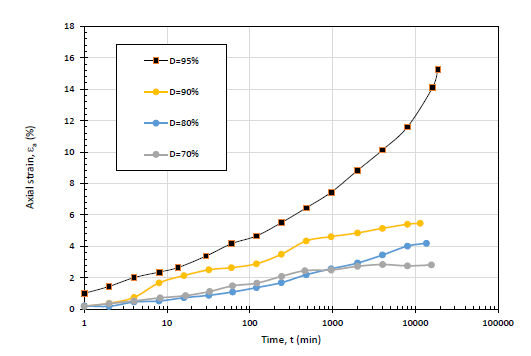 18
16
14
12
10
8
6
4
2
0
Axial strain, εa (%)
D=95%
D=90%
D=80%
D=70%
1 10 100 1000 10000 100000
Time, t (min)